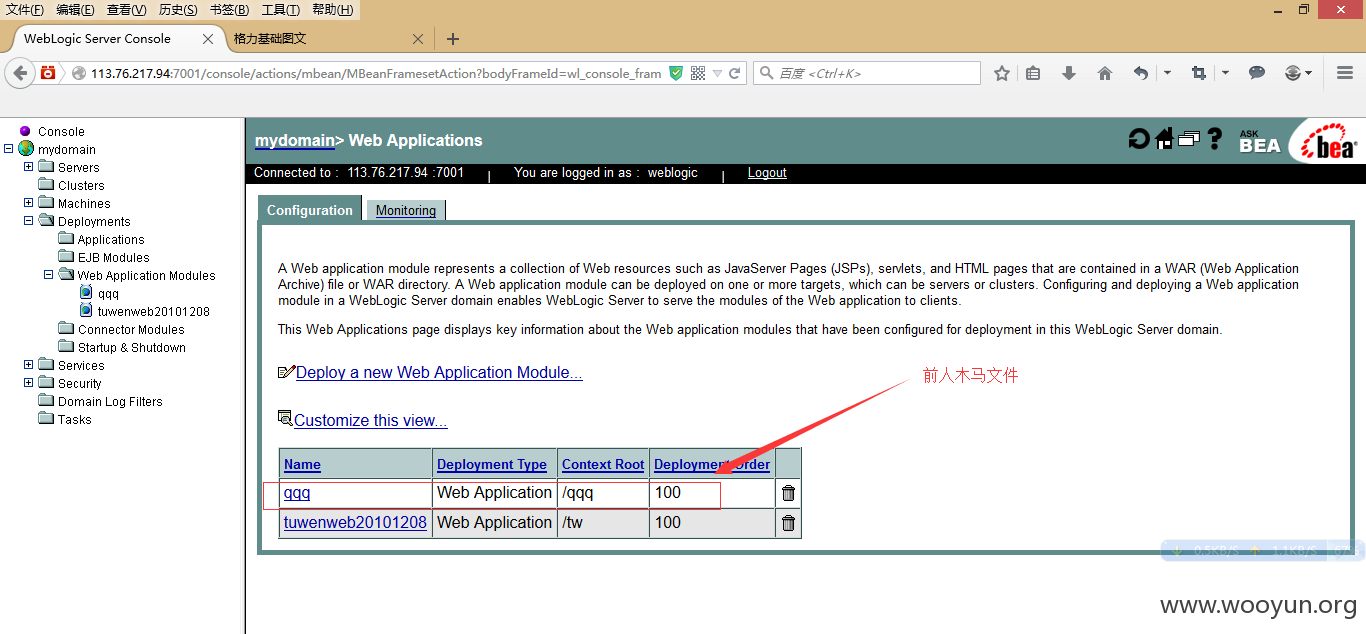 文件(F) 编辑(E) 查看(V) 历史(S) 书签(B) 工具(T) 帮助(H)
WebLogic Server Console
格力基础图文
113.76.217.94:7001/console/actions/mbean/MBeanFramesetAction?bodyFrameId=wl_console_fram
百度 <Ctrl+K>
Console
mydomain
Servers
Clusters
Machines
Deployments
Applications
EJB Modules
Web Application Modules
qqq
tuwenweb20101208
Connector Modules
Startup & Shutdown
Services
Security
Domain Log Filters
Tasks
mydomain> Web Applications
ASK BEA
bea
Connected to : 113.76.217.94 :7001 | You are logged in as : weblogic | Logout
Configuration Monitoring
A Web application module represents a collection of Web resources such as JavaServer Pages (JSPs), servlets, and HTML pages that are contained in a WAR (Web Application
Archive) file or WAR directory. A Web application module can be deployed on one or more targets, which can be servers or clusters. Configuring and deploying a Web application
module in a WebLogic Server domain enables WebLogic Server to serve the modules of the Web application to clients.
This Web Applications page displays key information about the Web application modules that have been configured for deployment in this WebLogic Server domain.
Deploy a new Web Application Module...
前人木马文件
Customize this view...
Name Deployment Type Context Root Deployment Order
qqq Web Application /qqq 100
tuwenweb20101208 Web Application /tw 100
0.5KB/S 1.1KB/S
www.wooyun.org